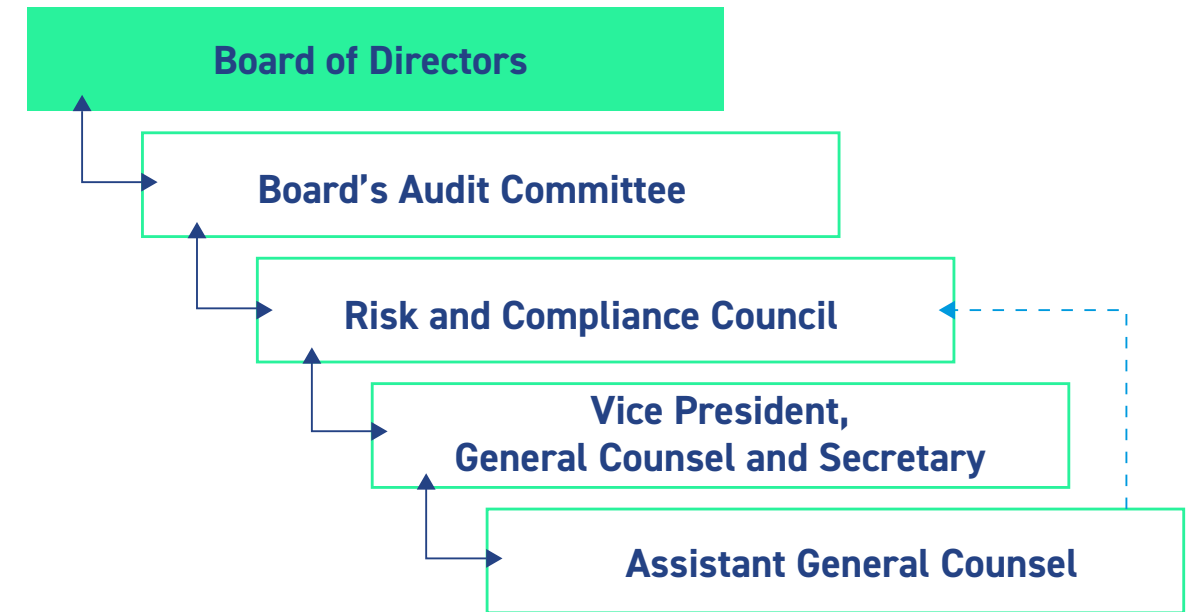 Board of Directors
Board’s Audit Committee
Risk and Compliance Council
Vice President,
General Counsel and Secretary
Assistant General Counsel